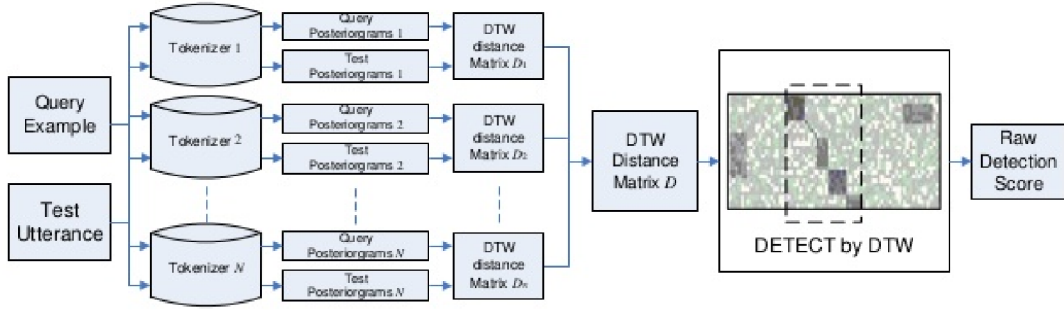 Query
Example
Test
Utterance
Tokenizer 1
Query
Posteriorgrams 1
Test
Posteriorgrams 1
DTW
distance
Matrix D1
Tokenizer 2
Query
Posteriorgrams 2
Test
Posteriorgrams 2
DTW
distance
Matrix D2
Tokenizer N
Query
Posteriorgrams N
Test
Posteriorgrams N
DTW
distance
Matrix Dn
DTW
Distance
Matrix D
DETECT by DTW
Raw
Detection
Score